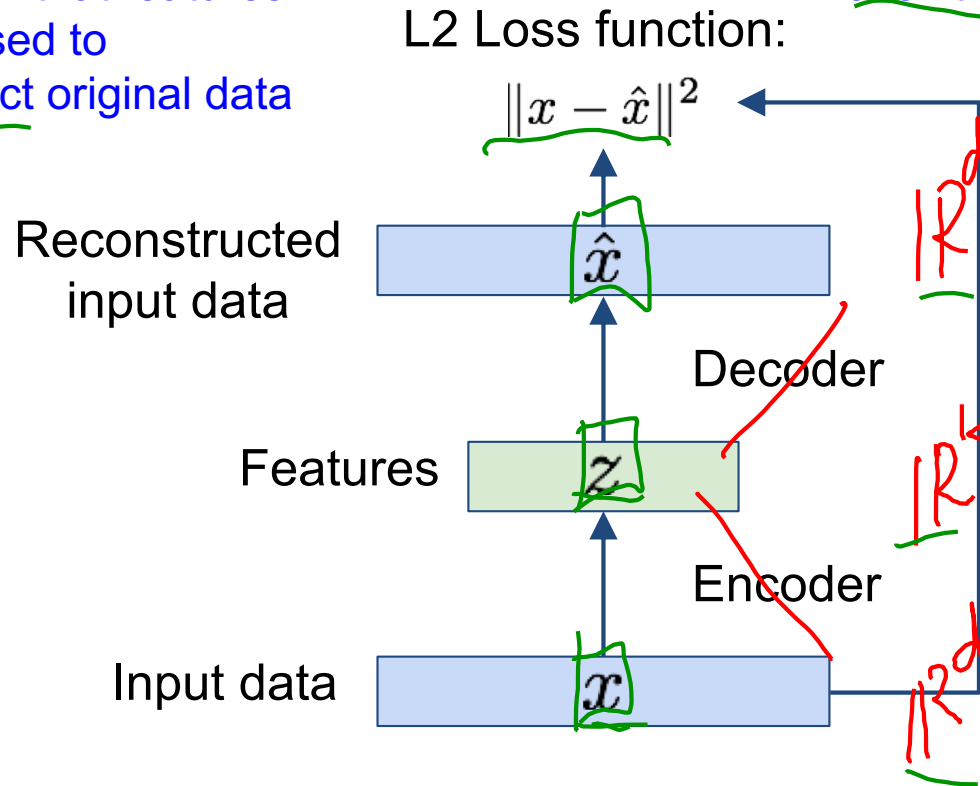 sed to
L2 Loss function:
ct original data
‖x − x̂‖²
ℝᵈ
Reconstructed
input data
x̂
Decoder
Features
z
ℝᵏ
Encoder
Input data
x
ℝᵈ